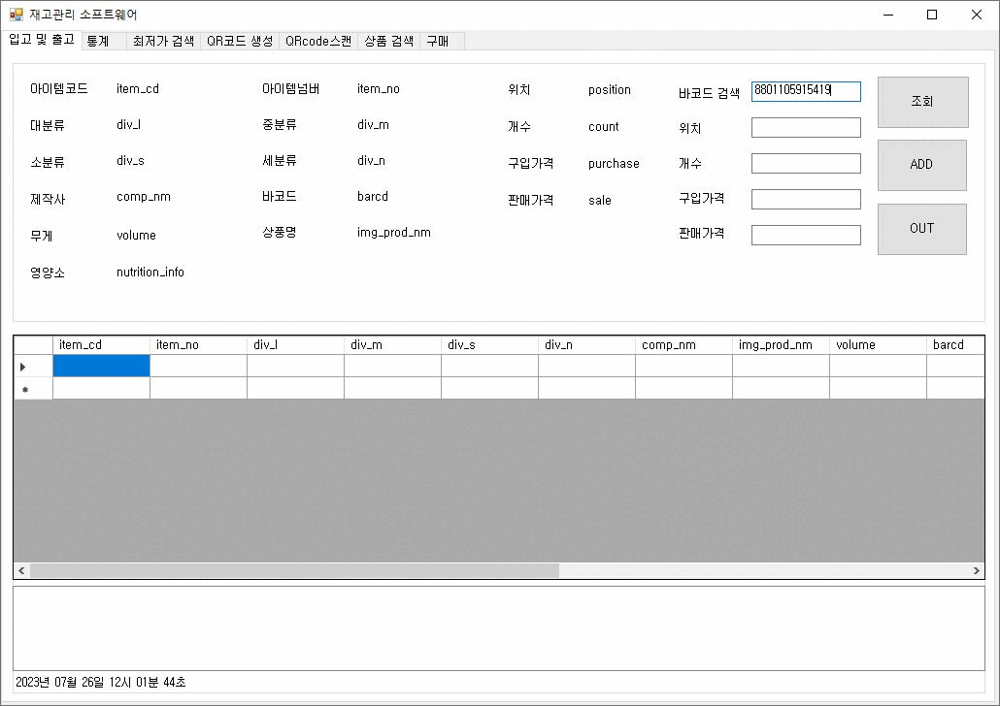 재고관리 소프트웨어
입고 및 출고 통계 최저가 검색 QR코드 생성 QRcode스캔 상품 검색 구매
아이템코드 item_cd 아이템넘버 item_no 위치 position 바코드 검색 8801105915419 조회
대분류 div_l 중분류 div_m 개수 count 위치
소분류 div_s 세분류 div_n 구입가격 purchase 개수 ADD
제작사 comp_nm 바코드 barcd 판매가격 sale 구입가격
무게 volume 상품명 img_prod_nm 판매가격 OUT
영양소 nutrition_info
item_cd item_no div_l div_m div_s div_n comp_nm img_prod_nm volume barcd
2023년 07월 26일 12시 01분 44초